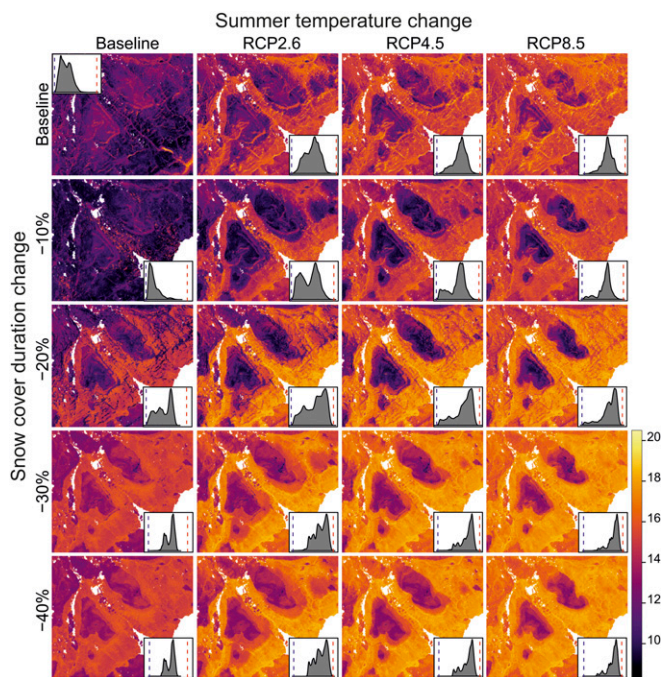 Summer temperature change
Baseline RCP2.6 RCP4.5 RCP8.5
Snow cover duration change
Baseline
−10%
−20%
−30%
−40%
20
18
16
14
12
10